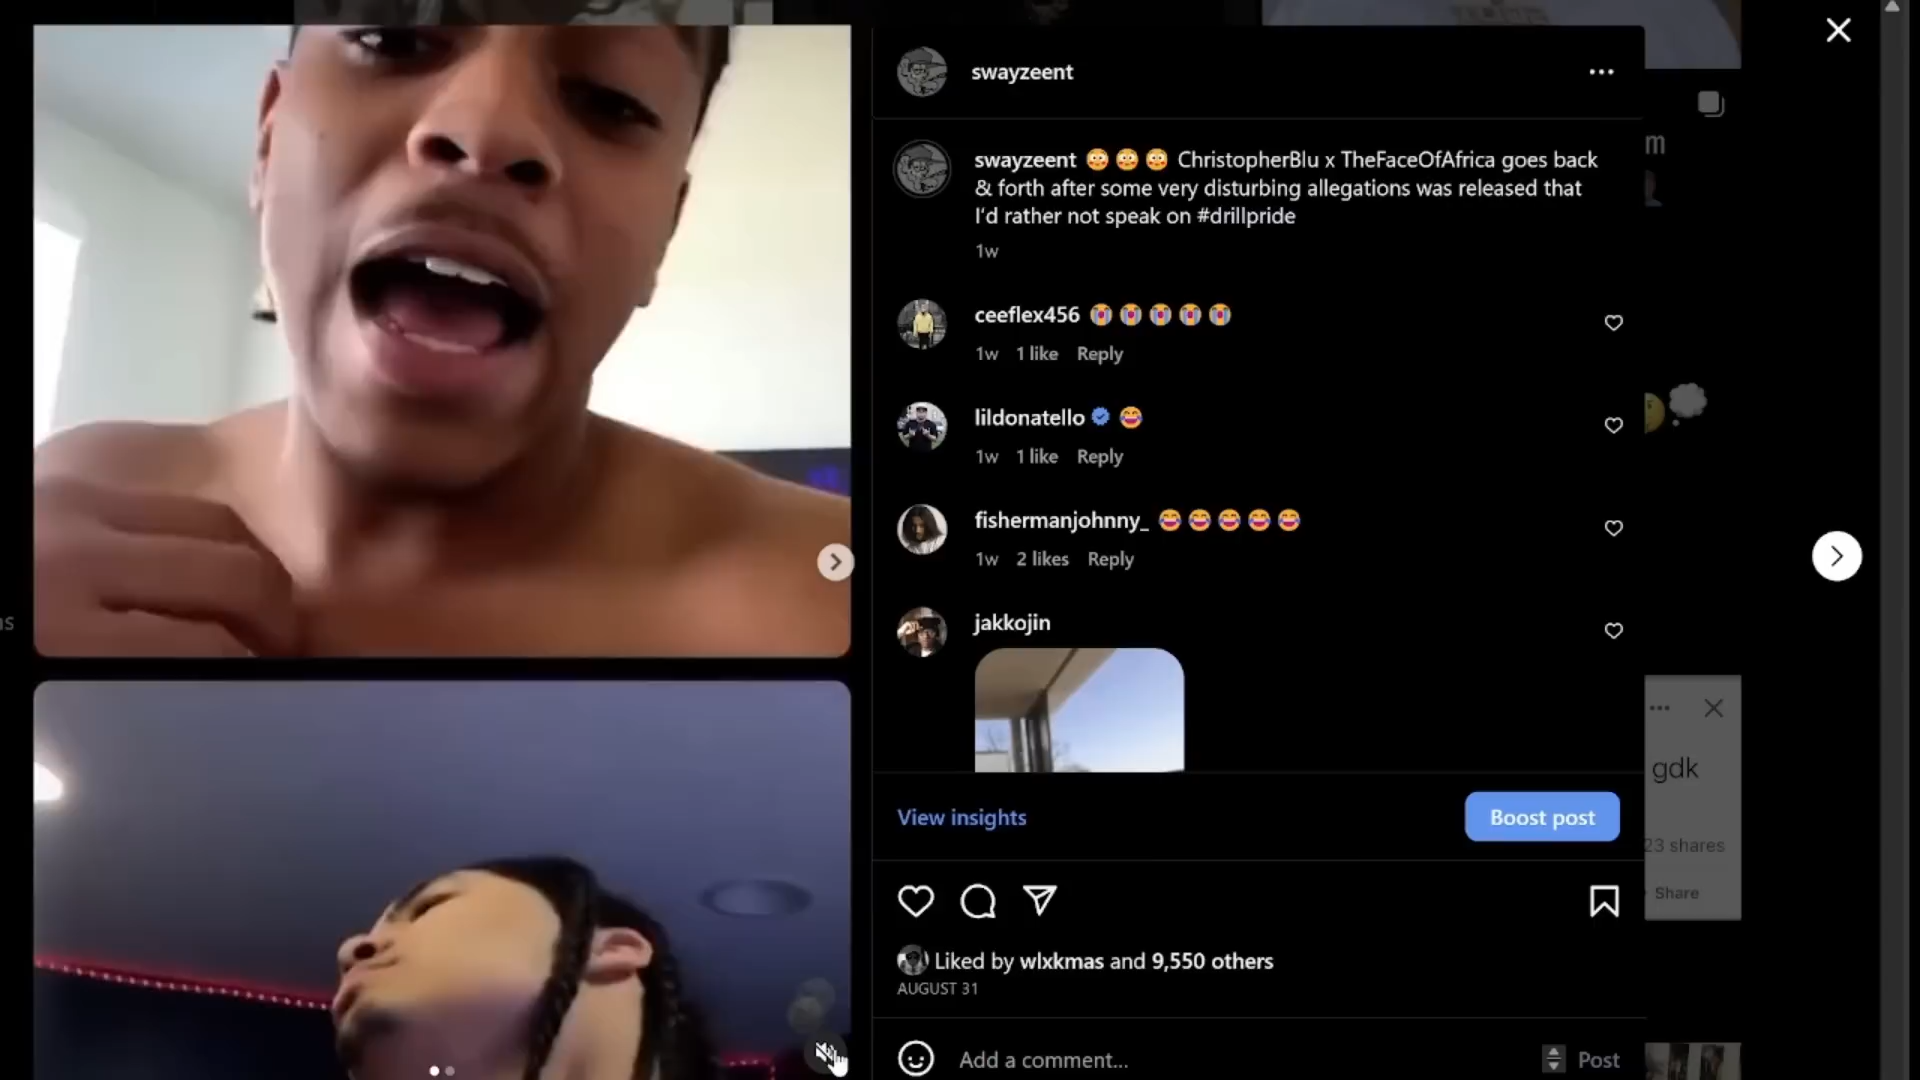 swayzeent
swayzeent 😳 😳 😳 ChristopherBlu x TheFaceOfAfrica goes back
& forth after some very disturbing allegations was released that
I'd rather not speak on #drillpride
1w
ceeflex456 😭 😭 😭 😭 😭
1w 1 like Reply
lildonatello 😂
1w 1 like Reply
fishermanjohnny_ 😂 😂 😂 😂 😂
1w 2 likes Reply
jakkojin
View insights
Boost post
Liked by wlxkmas and 9,550 others
AUGUST 31
Add a comment...
Post
m
gdk
23 shares
Share